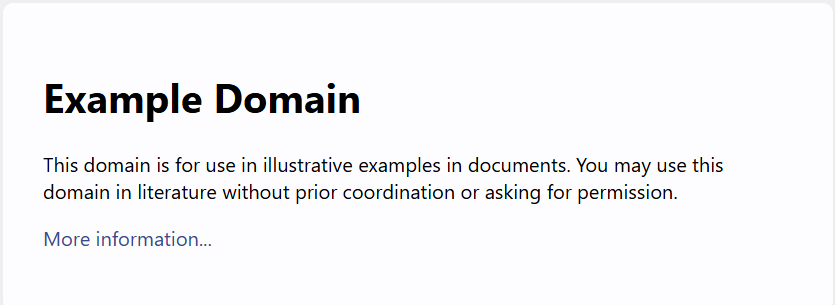 Example Domain
This domain is for use in illustrative examples in documents. You may use this
domain in literature without prior coordination or asking for permission.
More information...